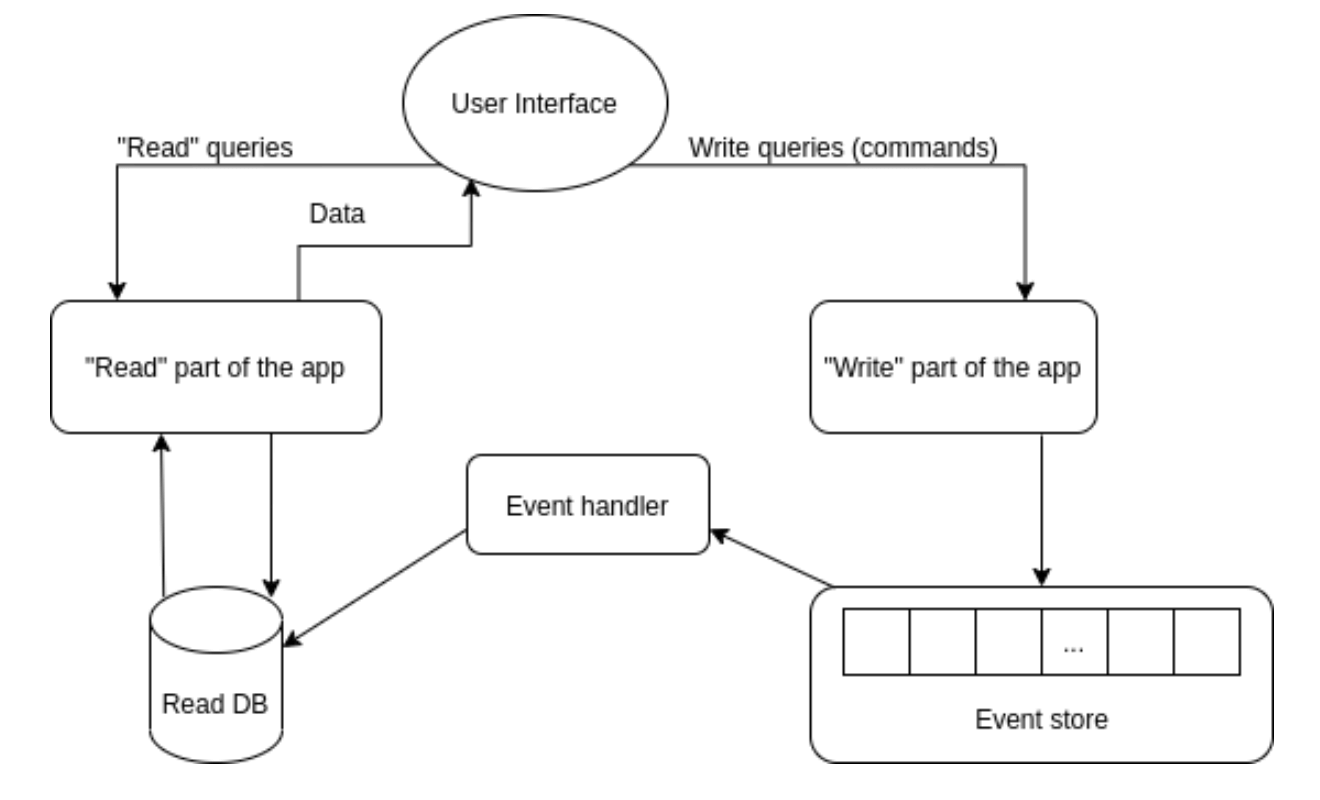 User Interface
"Read" queries
Write queries (commands)
Data
"Read" part of the app
"Write" part of the app
Event handler
...
Read DB
Event store